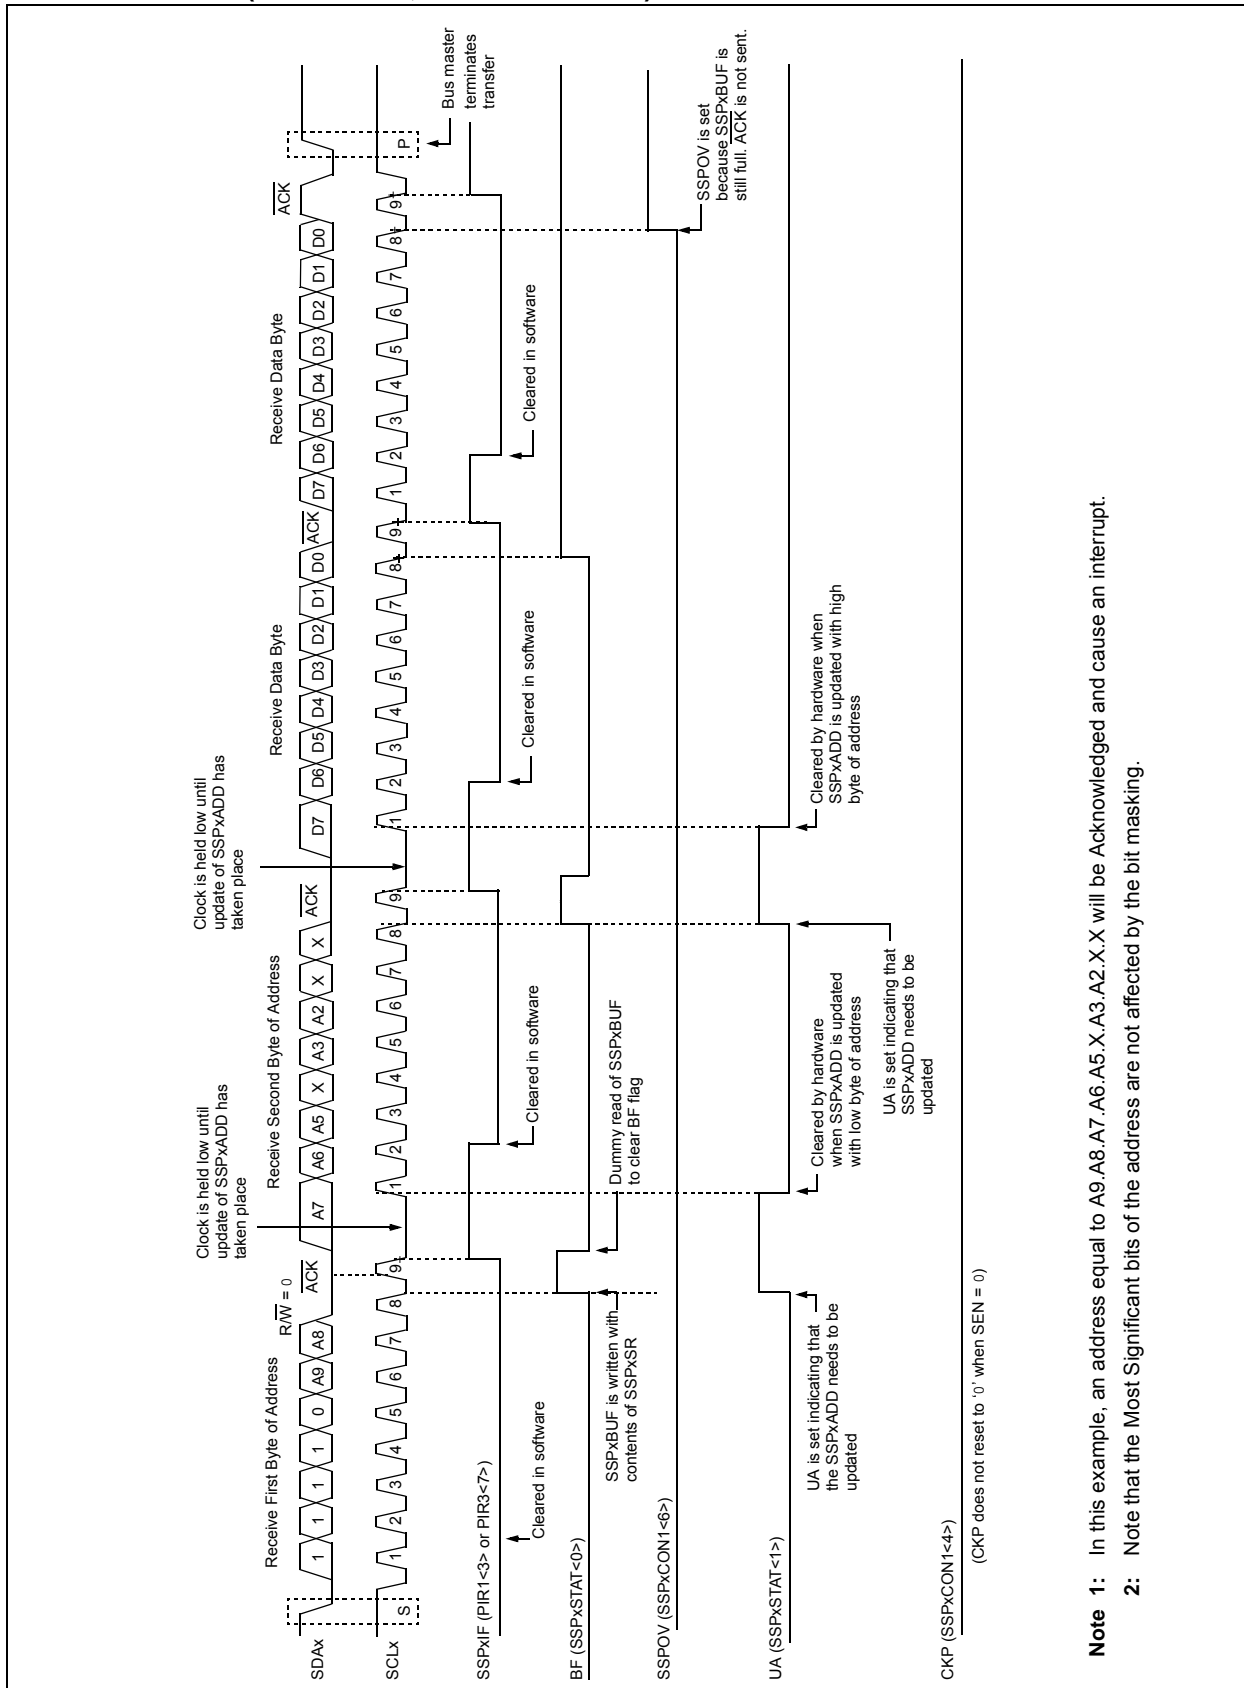 Clock is held low until
update of SSPxADD has
taken place
Clock is held low until
update of SSPxADD has
taken place
Receive First Byte of Address
R/W = 0
Receive Second Byte of Address
Receive Data Byte
Receive Data Byte
ACK
ACK
ACK
ACK
SDAx
1 1 1 1 0 A9 A8
A7 A6 A5 X A3 A2 X X
D7 D6 D5 D4 D3 D2 D1 D0
D7 D6 D5 D4 D3 D2 D1 D0
SCLx
S
1 2 3 4 5 6 7 8 9
1 2 3 4 5 6 7 8 9
1 2 3 4 5 6 7 8 9
1 2 3 4 5 6 7 8 9
P
Bus master
terminates
transfer
SSPxIF (PIR1<3> or PIR3<7>)
Cleared in software
Cleared in software
Cleared in software
Cleared in software
BF (SSPxSTAT<0>)
SSPxBUF is written with
contents of SSPxSR
Dummy read of SSPxBUF
to clear BF flag
SSPOV (SSPxCON1<6>)
SSPOV is set
because SSPxBUF is
still full. ACK is not sent.
UA (SSPxSTAT<1>)
UA is set indicating that
the SSPxADD needs to be
updated
Cleared by hardware
when SSPxADD is updated
with low byte of address
UA is set indicating that
SSPxADD needs to be
updated
Cleared by hardware when
SSPxADD is updated with high
byte of address
CKP (SSPxCON1<4>)
(CKP does not reset to ‘0’ when SEN = 0)
Note 1: In this example, an address equal to A9.A8.A7.A6.A5.X.A3.A2.X.X will be Acknowledged and cause an interrupt.
2: Note that the Most Significant bits of the address are not affected by the bit masking.